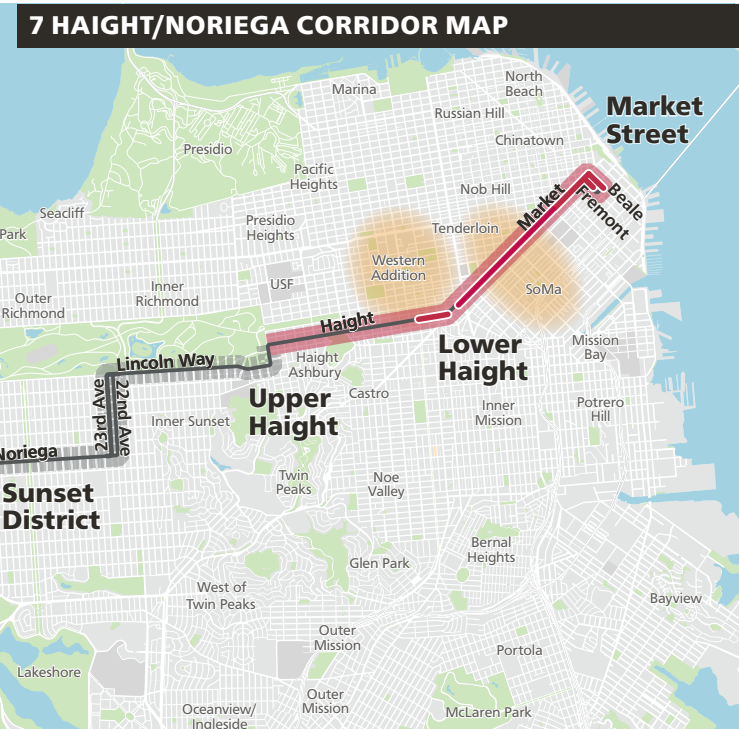 7 HAIGHT/NORIEGA CORRIDOR MAP
North
Beach
Marina
Market
Street
Russian Hill
Chinatown
Presidio
Pacific
Heights
Nob Hill
Beale
Fremont
Market
Seacliff
Park
Presidio
Heights
Tenderloin
Western
Addition
USF
Inner
Richmond
SoMa
Outer
Richmond
Haight
Mission
Bay
Lower
Haight
Lincoln Way
Haight
Ashbury
23rd Ave
22nd Ave
Upper
Haight
Castro
Inner
Mission
Potrero
Hill
Inner Sunset
Noriega
Sunset
District
Twin
Peaks
Noe
Valley
Bernal
Heights
Glen Park
West of
Twin Peaks
Bayview
Outer
Mission
Portola
Lakeshore
Outer
Mission
Oceanview/
Ingleside
McLaren Park